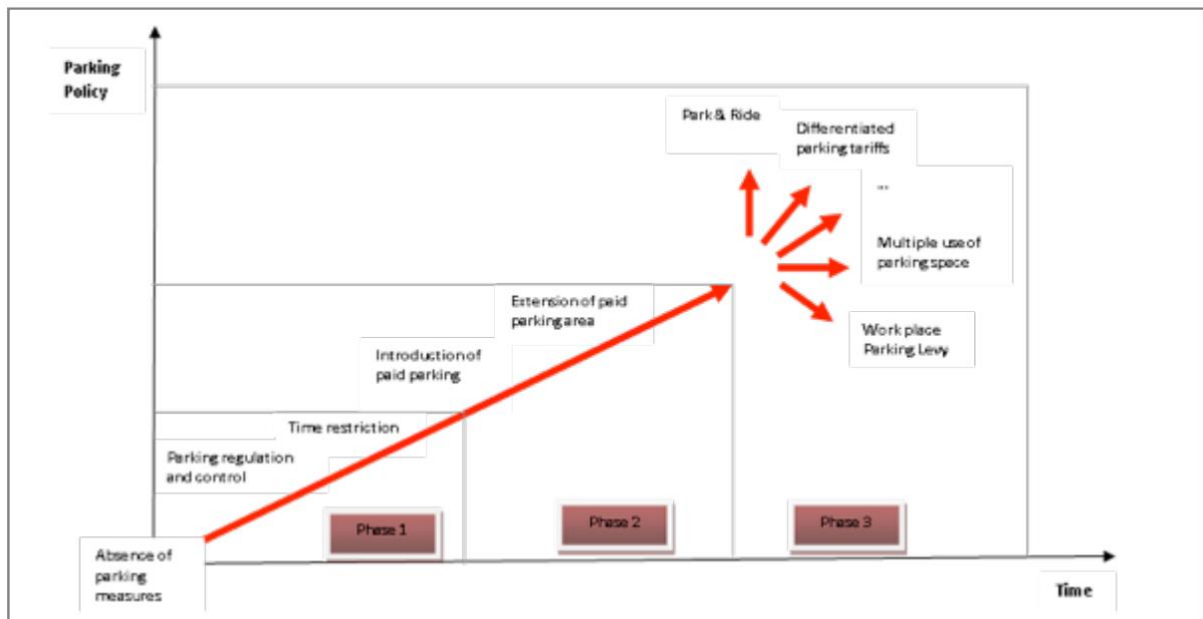 Parking
Policy
Park & Ride
Differentiated
parking tariffs
...
Multiple use of
parking space
Work place
Parking Levy
Extension of paid
parking area
Introduction of
paid parking
Time restriction
Parking regulation
and control
Absence of
parking
measures
Phase 1
Phase 2
Phase 3
Time